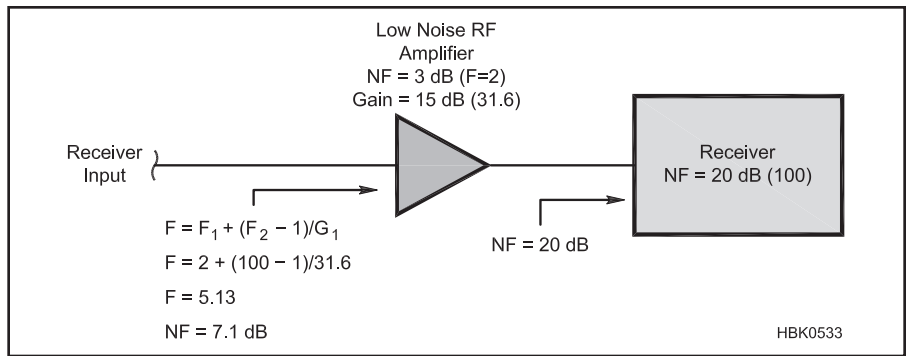 Low Noise RF
Amplifier
NF = 3 dB (F=2)
Gain = 15 dB (31.6)
Receiver
Input
Receiver
NF = 20 dB (100)
F = F₁ + (F₂ − 1)/G₁
F = 2 + (100 − 1)/31.6
F = 5.13
NF = 7.1 dB
NF = 20 dB
HBK0533